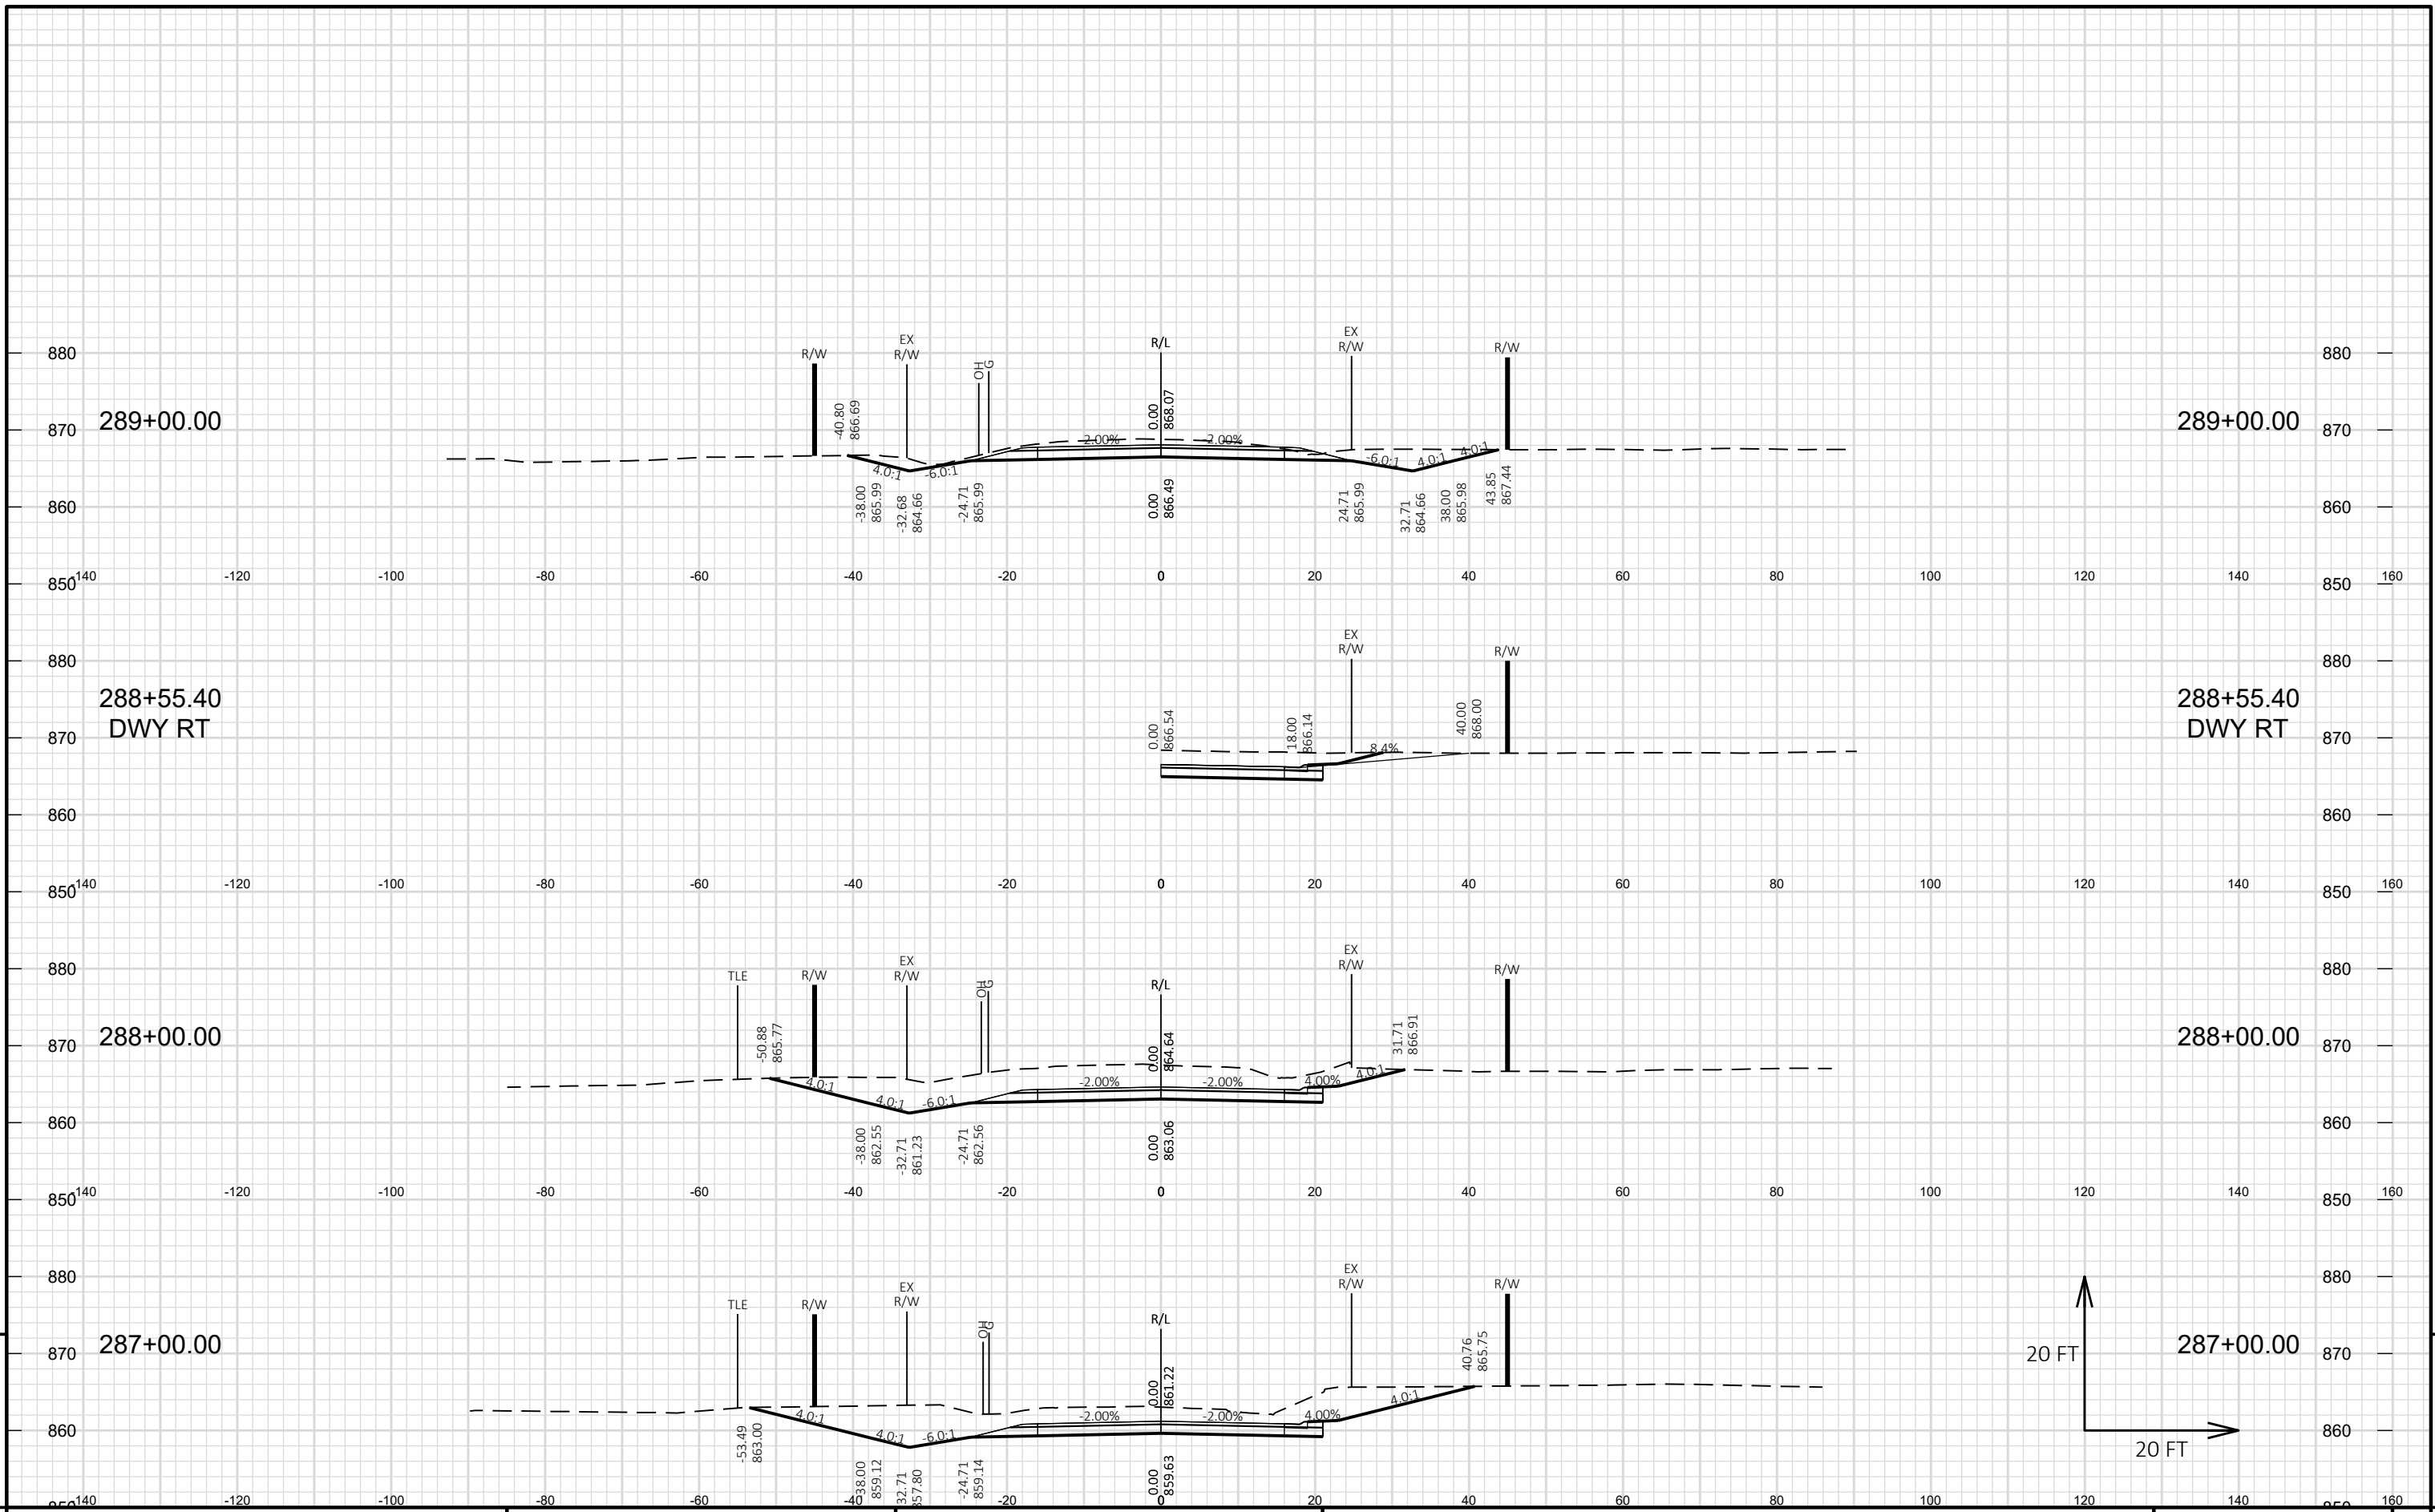 R/W
EX
R/W
OH
G
R/L
EX
R/W
R/W
880
880
289+00.00
289+00.00
-40.80
866.69
0.00
868.07
870
870
-2.00%
-2.00%
4.0:1
-6.0:1
-6.0:1
4.0:1
4.0:1
-38.00
865.99
-32.68
864.66
-24.71
865.99
0.00
866.49
24.71
865.99
32.71
864.66
38.00
865.98
43.85
867.44
860
860
850
-140 -120 -100 -80 -60 -40 -20 0 20 40 60 80 100 120 140 160
850
EX
R/W
R/W
880
880
288+55.40
DWY RT
288+55.40
DWY RT
0.00
866.54
18.00
866.14
40.00
868.00
870
870
8.4%
860
860
850
-140 -120 -100 -80 -60 -40 -20 0 20 40 60 80 100 120 140 160
850
TLE
R/W
EX
R/W
OH
G
R/L
EX
R/W
R/W
880
880
288+00.00
288+00.00
-50.88
865.77
0.00
864.64
31.71
866.91
870
870
4.0:1
4.0:1
-6.0:1
-2.00%
-2.00%
4.00%
4.0:1
860
860
-38.00
862.55
-32.71
861.23
-24.71
862.56
0.00
863.06
850
-140 -120 -100 -80 -60 -40 -20 0 20 40 60 80 100 120 140 160
850
TLE
R/W
EX
R/W
OH
G
R/L
EX
R/W
R/W
880
880
287+00.00
287+00.00
870
870
0.00
861.22
40.76
865.75
4.0:1
4.0:1
-6.0:1
-2.00%
-2.00%
4.00%
4.0:1
860
860
-53.49
863.00
-38.00
859.12
-32.71
857.80
-24.71
859.14
0.00
859.63
20 FT
20 FT
850
-140 -120 -100 -80 -60 -40 -20 0 20 40 60 80 100 120 140 160
850